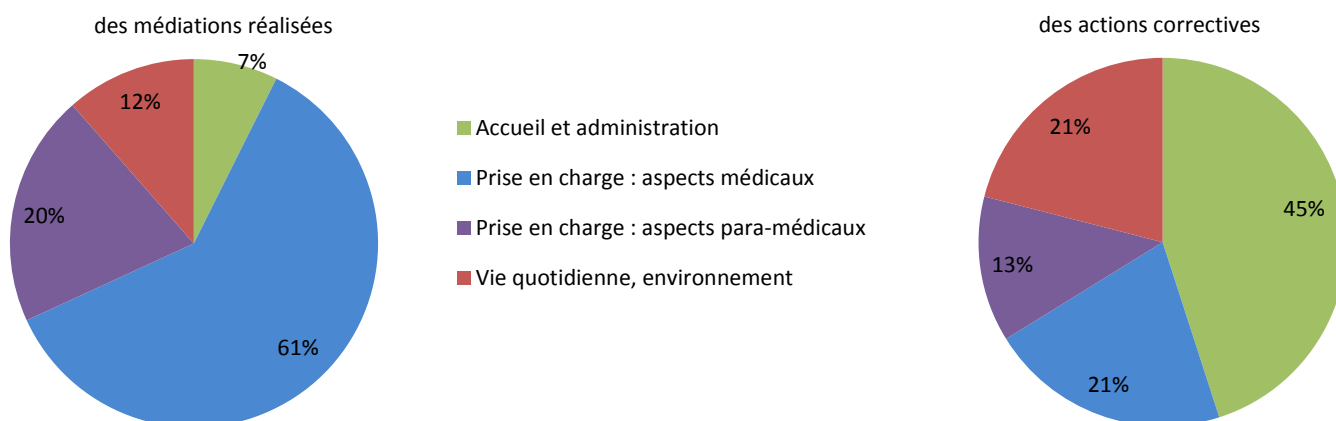 des médiations réalisées
7%
12%
20%
61%
Accueil et administration
Prise en charge : aspects médicaux
Prise en charge : aspects para-médicaux
Vie quotidienne, environnement
des actions correctives
21%
45%
13%
21%